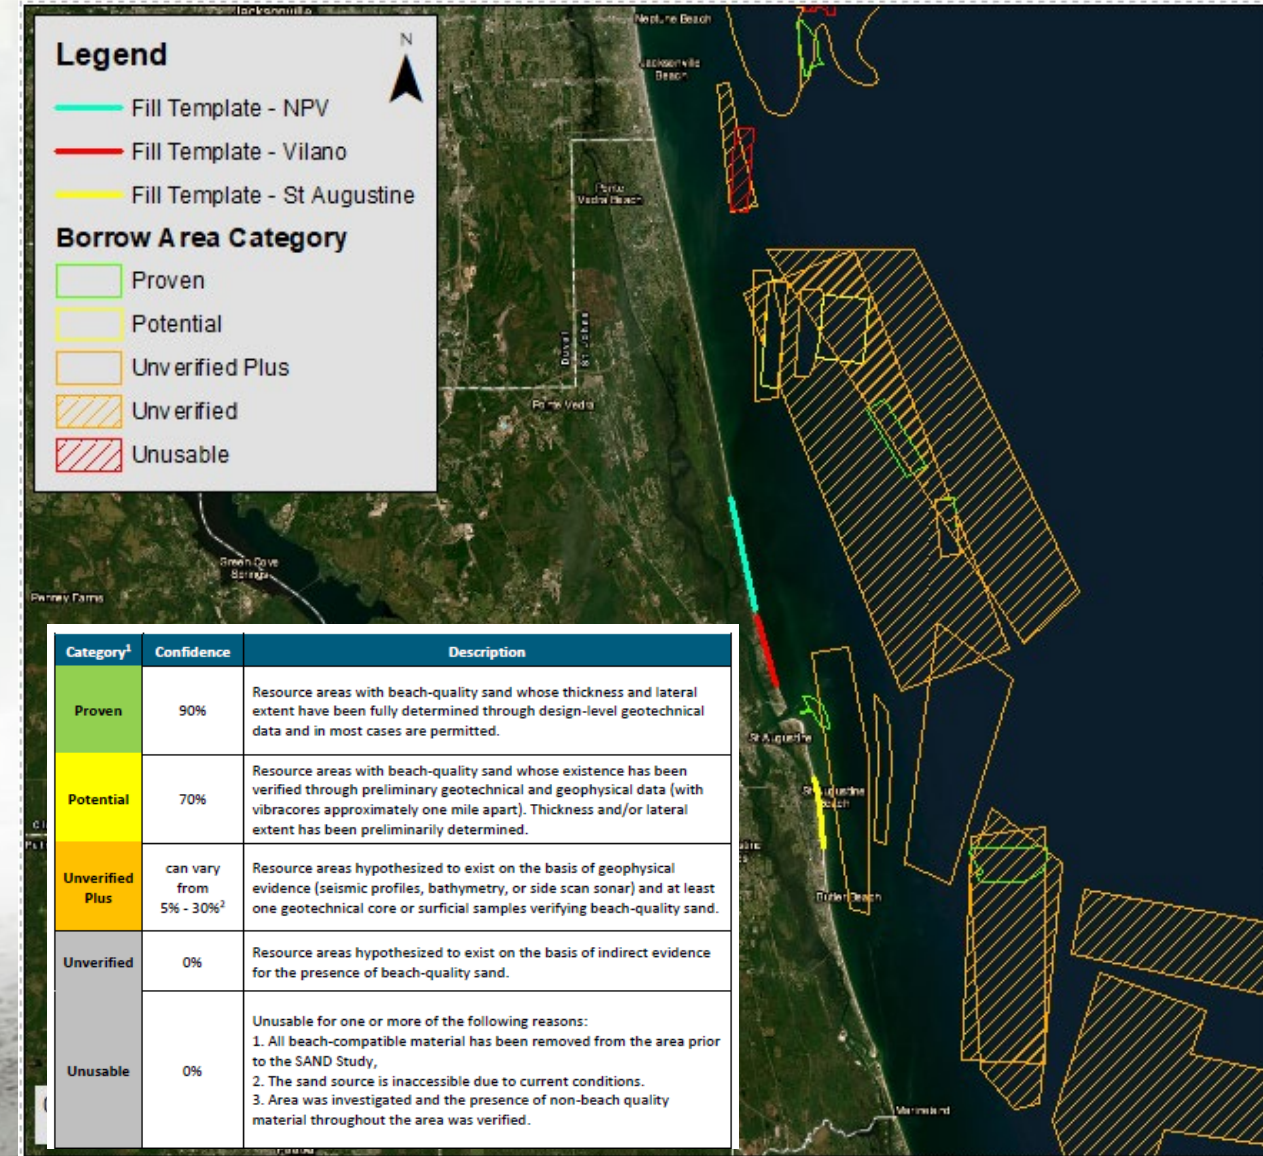 Jacksonville
Neptune Beach
Legend
N
Jacksonville
Beach
Fill Template - NPV
Fill Template - Vilano
Fill Template - St Augustine
Ponte
Vedra Beach
Borrow Area Category
Proven
Potential
Duval
St Johns
Unverified Plus
Ponte Vedra
Unverified
Unusable
Green Cove
Springs
Penney Farms
Category1 Confidence Description
Proven 90% Resource areas with beach-quality sand whose thickness and lateral
extent have been fully determined through design-level geotechnical
data and in most cases are permitted.
Potential 70% Resource areas with beach-quality sand whose existence has been
verified through preliminary geotechnical and geophysical data (with
vibracores approximately one mile apart). Thickness and/or lateral
extent has been preliminarily determined.
Unverified
Plus
can vary
from
5% - 30%2
Resource areas hypothesized to exist on the basis of geophysical
evidence (seismic profiles, bathymetry, or side scan sonar) and at least
one geotechnical core or surficial samples verifying beach-quality sand.
Unverified 0% Resource areas hypothesized to exist on the basis of indirect evidence
for the presence of beach-quality sand.
Unusable 0% Unusable for one or more of the following reasons:
1. All beach-compatible material has been removed from the area prior
to the SAND Study,
2. The sand source is inaccessible due to current conditions.
3. Area was investigated and the presence of non-beach quality
material throughout the area was verified.
St Augustine
St Augustine
Beach
Butler Beach
Marineland